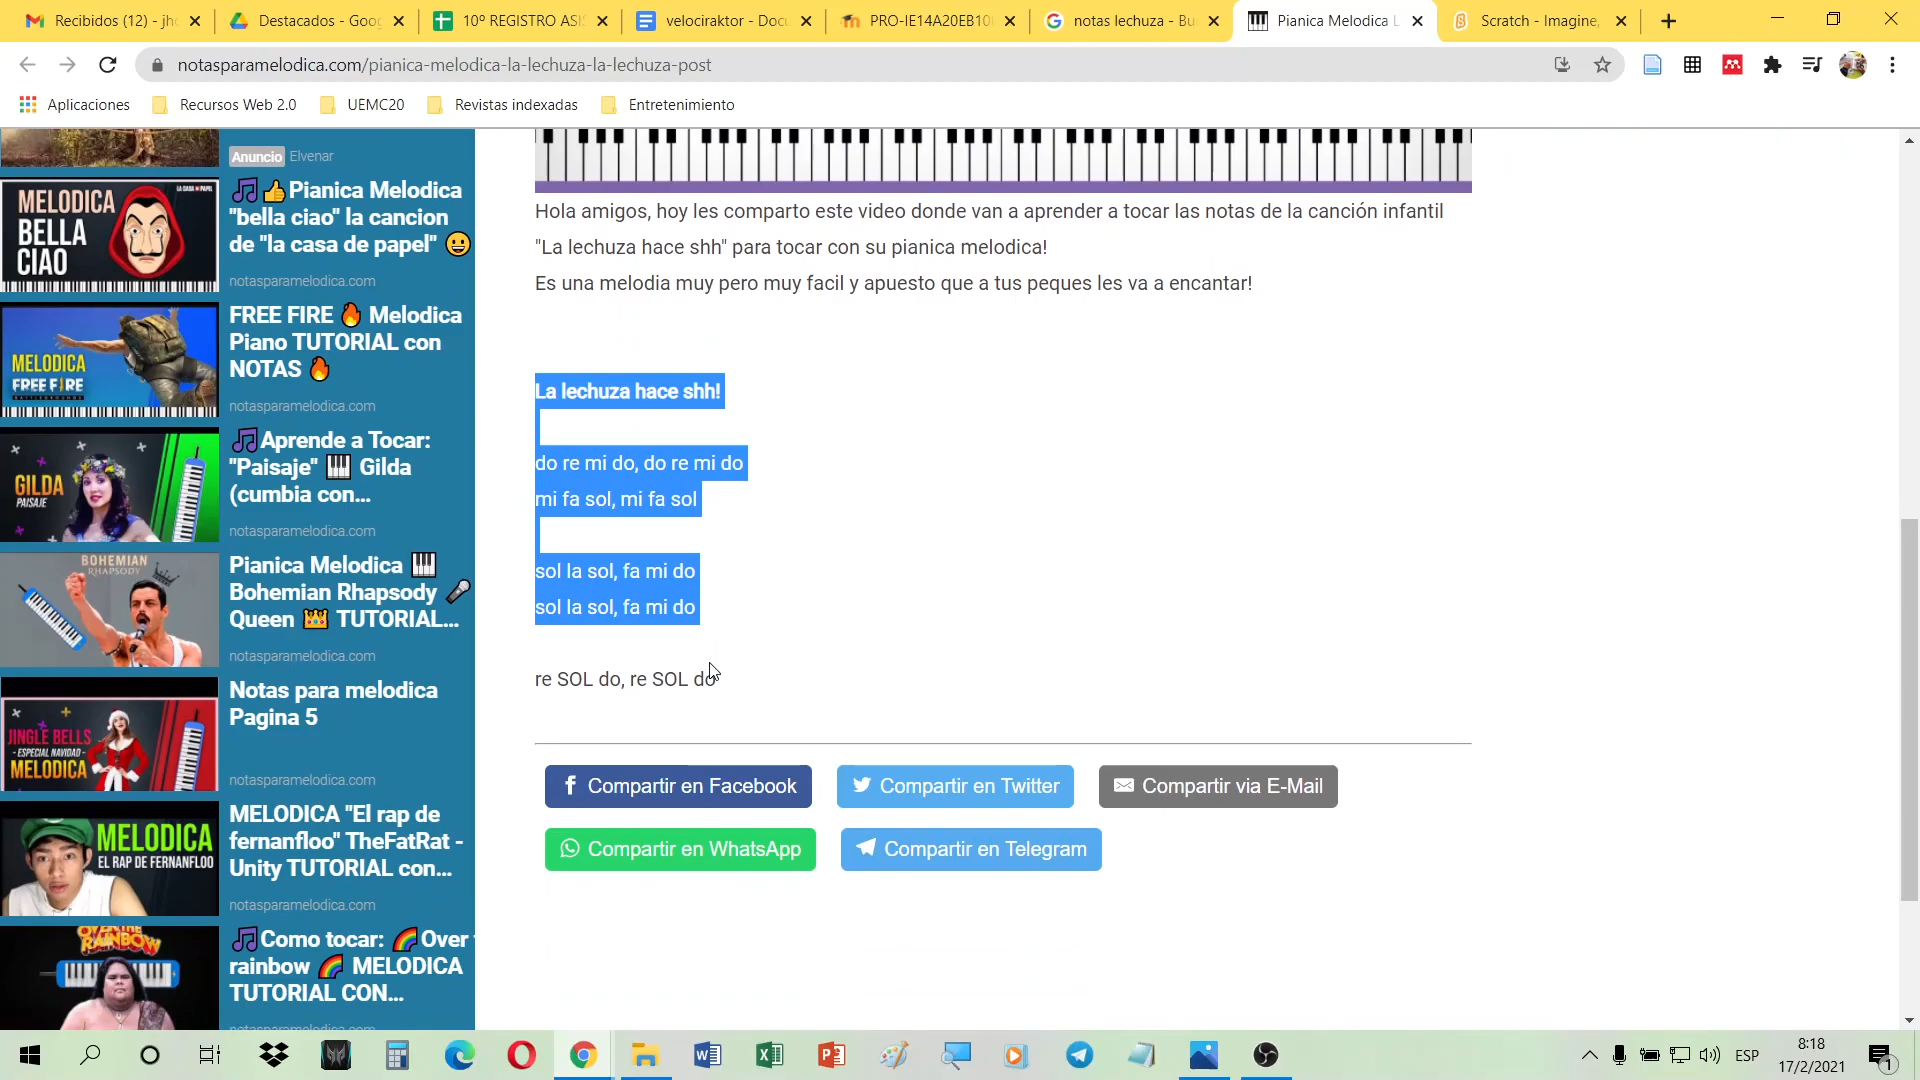 Recibidos (12) - jho
Destacados - Goog
10º REGISTRO ASIS
velociraktor - Docu
PRO-IE14A20EB10
notas lechuza - Bu
Pianica Melodica L
Scratch - Imagine,
notasparamelodica.com/pianica-melodica-la-lechuza-la-lechuza-post
Aplicaciones
Recursos Web 2.0
UEMC20
Revistas indexadas
Entretenimiento
Anuncio Elvenar
MELODICA
BELLA
CIAO
LA CASA DE PAPEL
🎵👍Pianica Melodica
"bella ciao" la cancion
de "la casa de papel" 😀
notasparamelodica.com
MELODICA
FREE FIRE
FREE FIRE 🔥 Melodica
Piano TUTORIAL con
NOTAS 🔥
notasparamelodica.com
GILDA
PAISAJE
🎵Aprende a Tocar:
"Paisaje" 🎹 Gilda
(cumbia con...
notasparamelodica.com
BOHEMIAN
RHAPSODY
Pianica Melodica 🎹
Bohemian Rhapsody 🎤
Queen 👑 TUTORIAL...
notasparamelodica.com
JINGLE BELLS
- ESPECIAL NAVIDAD -
MELODICA
Notas para melodica
Pagina 5
notasparamelodica.com
MELODICA
EL RAP DE FERNANFLOO
MELODICA "El rap de
fernanfloo" TheFatRat -
Unity TUTORIAL con...
notasparamelodica.com
OVER THE
RAINBOW
🎵Como tocar: 🌈Over
rainbow 🌈 MELODICA
TUTORIAL CON...
notasparamelodica.com
Hola amigos, hoy les comparto este video donde van a aprender a tocar las notas de la canción infantil
"La lechuza hace shh" para tocar con su pianica melodica!
Es una melodia muy pero muy facil y apuesto que a tus peques les va a encantar!
La lechuza hace shh!
do re mi do, do re mi do
mi fa sol, mi fa sol
sol la sol, fa mi do
sol la sol, fa mi do
re SOL do, re SOL do
Compartir en Facebook
Compartir en Twitter
Compartir via E-Mail
Compartir en WhatsApp
Compartir en Telegram
ESP
8:18
17/2/2021
1